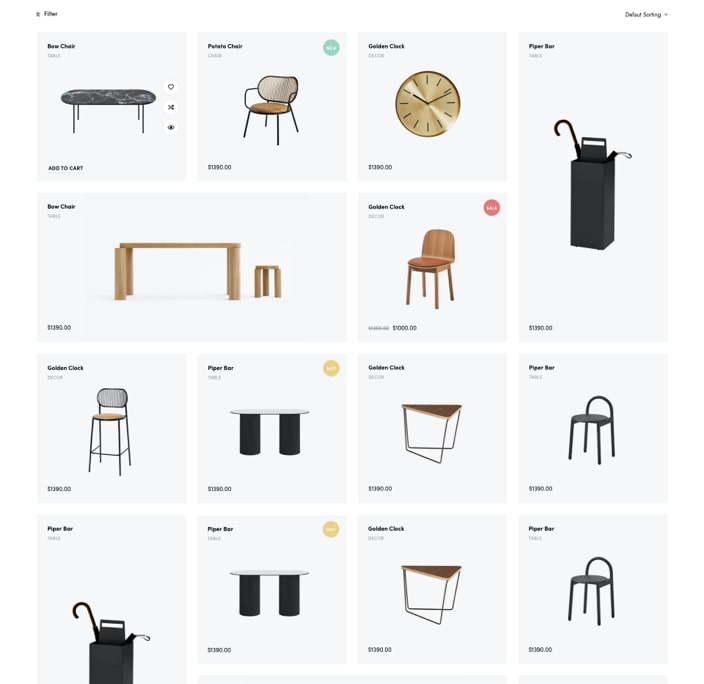 Filter
Defaut Sorting
Bow Chair
TABLE
ADD TO CART
Potato Chair
CHAIR
NEW
$1390.00
Golden Clock
DECOR
$1390.00
Piper Bar
TABLE
$1390.00
Bow Chair
TABLE
$1390.00
Golden Clock
DECOR
SALE
$1390.00 $1000.00
Golden Clock
DECOR
$1390.00
Piper Bar
TABLE
HOT
$1390.00
Golden Clock
DECOR
$1390.00
Piper Bar
TABLE
$1390.00
Piper Bar
TABLE
Piper Bar
TABLE
HOT
$1390.00
Golden Clock
DECOR
$1390.00
Piper Bar
TABLE
$1390.00